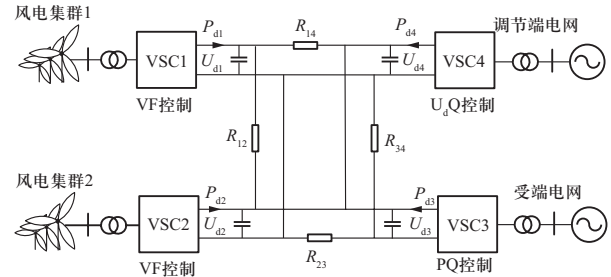 风电集群1
P_d1
R_14
P_d4
调节端电网
VSC1
U_d1
U_d4
VSC4
VF控制
U_dQ控制
R_12
R_34
风电集群2
P_d2
P_d3
受端电网
VSC2
U_d2
U_d3
VSC3
VF控制
R_23
PQ控制